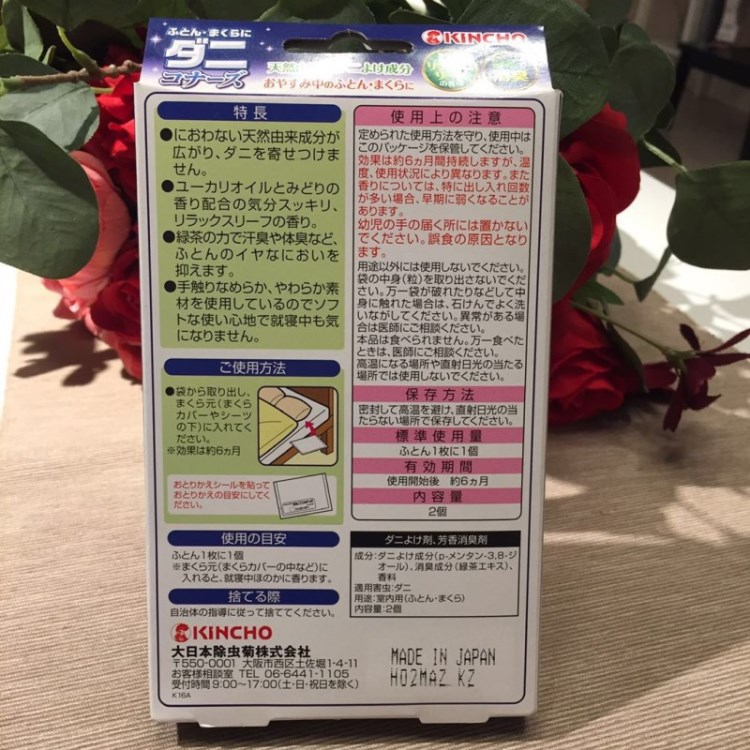 ふとん・まくらに
ダニ
コナーズ
KINCHO
おやすみ中のふとん・まくらに
特長
●におわない天然由来成分が
広がり、ダニを寄せつけま
せん。
●ユーカリオイルとみどりの
香り配合の気分スッキリ、
リラックスリーフの香り。
●緑茶の力で汗臭や体臭など、
ふとんのイヤなにおいを
抑えます。
●手触りなめらか、やわらか素
材を使用しているのでソフ
トな使い心地で就寝中も気
になりません。
ご使用方法
●袋から取り出し、
まくら元(まくら
カバーやシーツ
の下)に入れてく
ださい。
※効果は約6ヵ月
おとりかえシールを貼って
おとりかえの目安にしてく
ださい。
使用の目安
ふとん1枚に1個
※まくら元(まくらカバーの中など)に
入れると、就寝中ほのかに香ります。
捨てる際
自治体の指導に従って捨ててください。
KINCHO
大日本除虫菊株式会社
〒550-0001 大阪市西区土佐堀1-4-11
お客様相談室 TEL 06-6441-1105
受付時間 9:00~17:00(土・日・祝日を除く)
K16A
使用上の注意
定められた使用方法を守り、使用中は
このパッケージを保管してください。
効果は約6ヵ月間持続しますが、温
度、使用状況により異なります。また
香りについては、特に出し入れ回数
が多い場合、早期に弱くなることが
あります。
幼児の手の届く所には置かない
でください。誤食の原因となり
ます。
用途以外には使用しないでください。
袋の中身(粒)を取り出さないでくだ
さい。万一袋が破れたりなどして中
身に触れた場合は、石けんでよく洗
いながしてください。異常がある場合
は医師にご相談ください。
本品は食べられません。万一食べた
ときは、医師にご相談ください。
高温になる場所や直射日光の当たる
場所では使用しないでください。
保存方法
密封して高温を避け、直射日光の当
たらない場所で保存してください。
標準使用量
ふとん1枚に1個
有効期間
使用開始後 約6ヵ月
内容量
2個
ダニよけ剤、芳香消臭剤
成分:ダニよけ成分(p-メンタン-3,8-ジ
オール)、消臭成分(緑茶エキス)、
香料
適用害虫:ダニ
用途:室内用(ふとん・まくら)
内容量:2個
MADE IN JAPAN
H02MAZ KZ